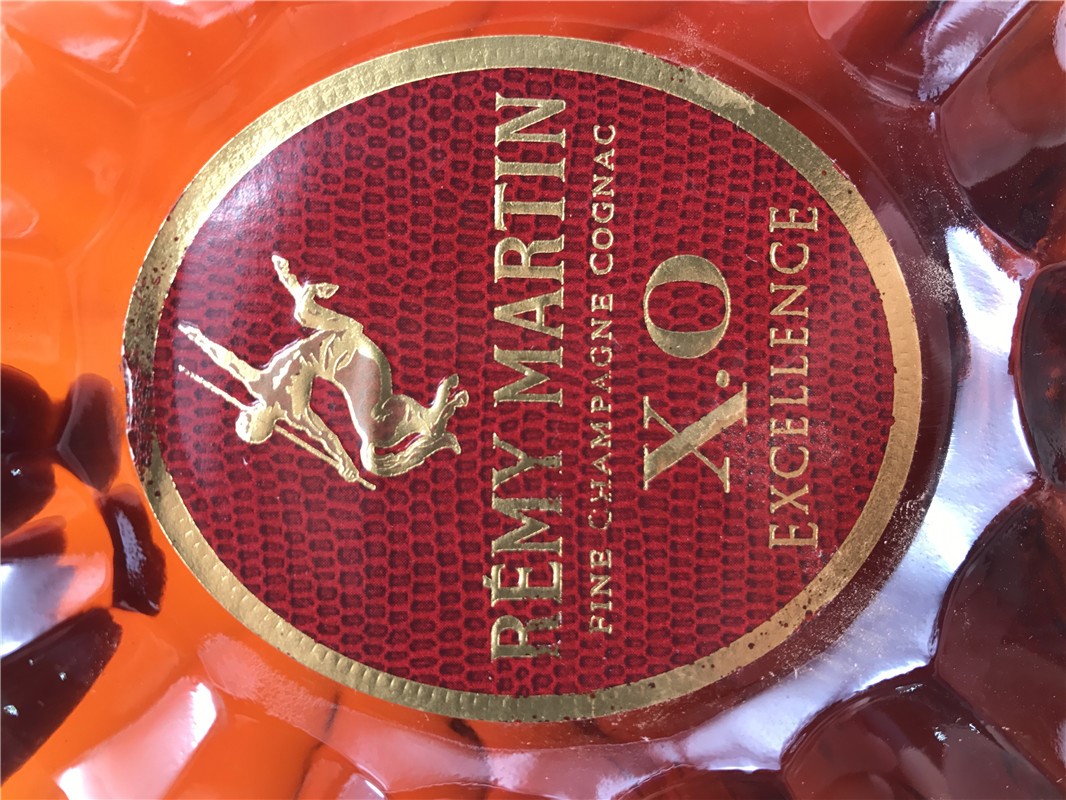 RÉMY MARTIN
FINE CHAMPAGNE COGNAC
X.O
EXCELLENCE